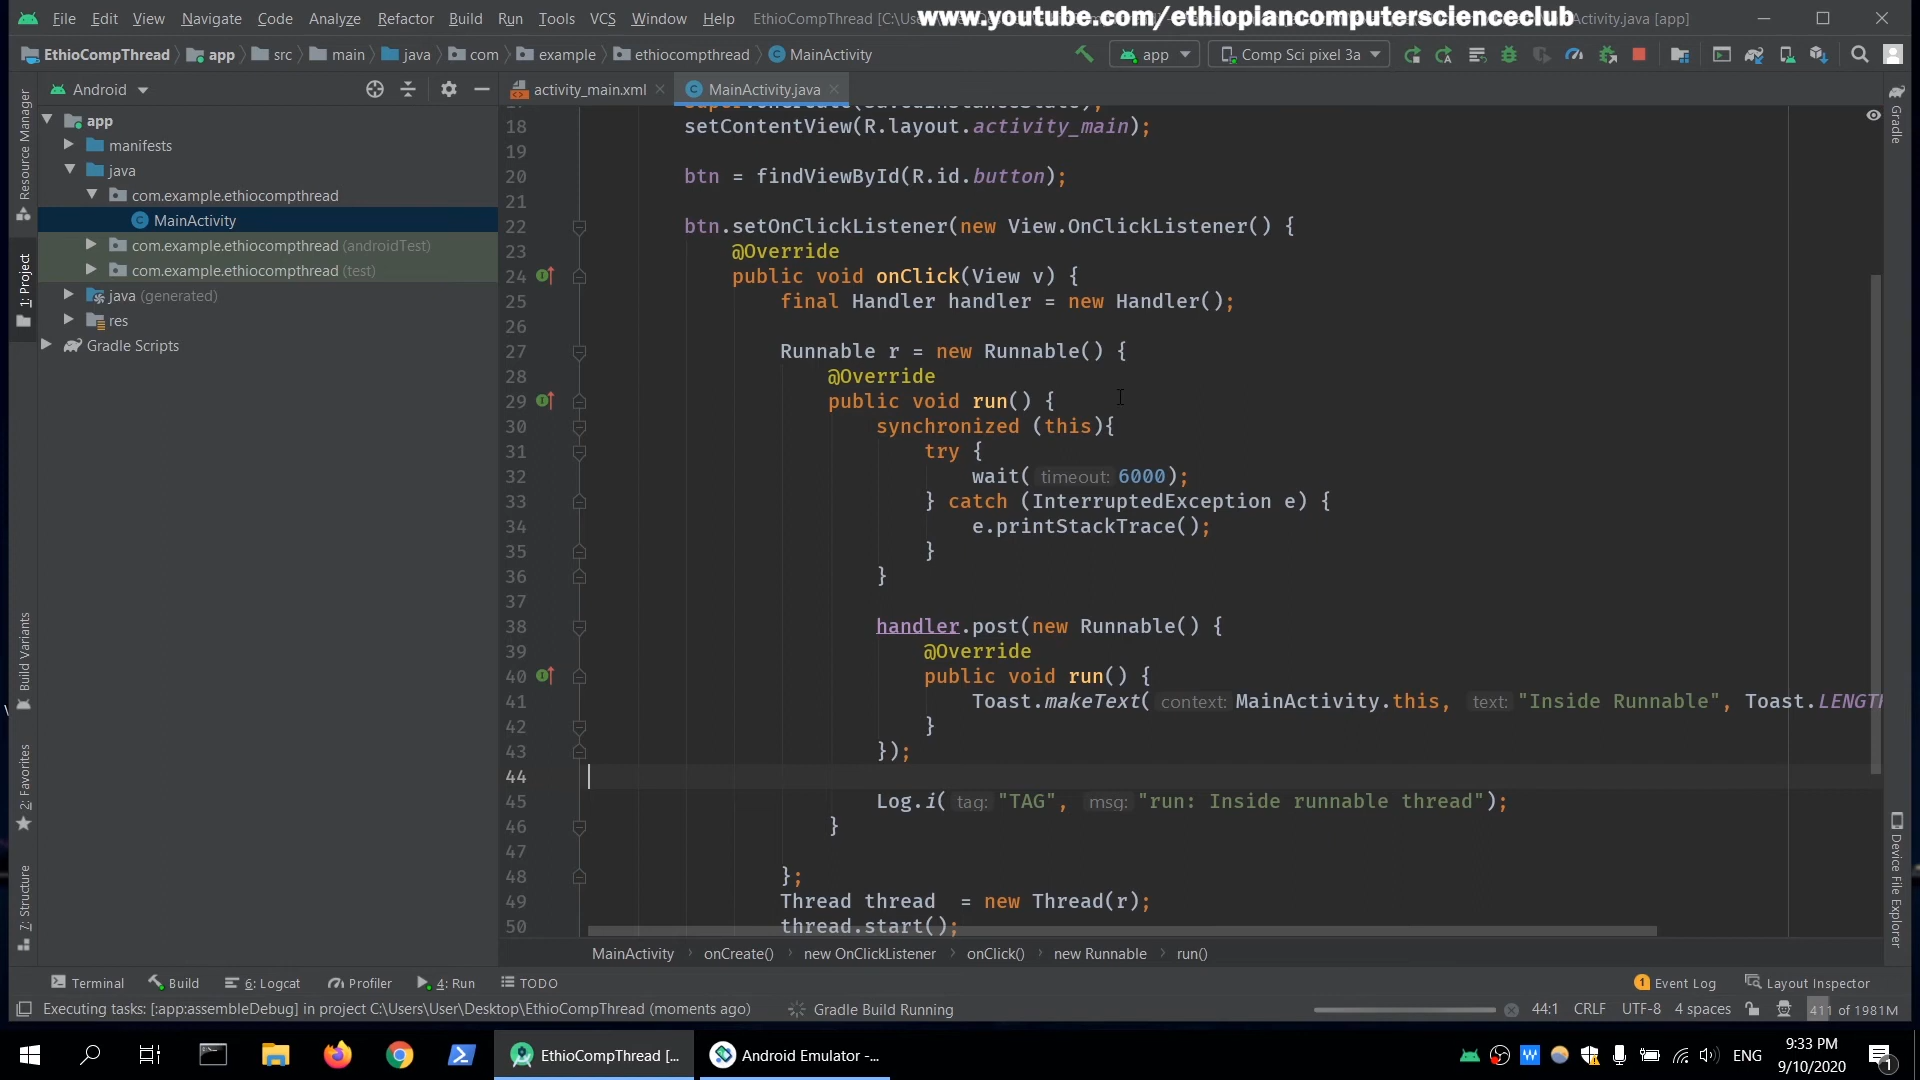 File Edit View Navigate Code Analyze Refactor Build Run Tools VCS Window Help EthioCompThread [C:\Us
www.youtube.com/ethiopiancomputerscienceclub
Activity.java [app]
EthioCompThread app src main java com example ethiocompthread MainActivity
app Comp Sci pixel 3a
Android
activity_main.xml MainActivity.java
app
manifests
java
com.example.ethiocompthread
MainActivity
com.example.ethiocompthread (androidTest)
com.example.ethiocompthread (test)
java (generated)
res
Gradle Scripts
Resource Manager
1: Project
Build Variants
2: Favorites
7: Structure
18 setContentView(R.layout.activity_main);
19
20 btn = findViewById(R.id.button);
21
22 btn.setOnClickListener(new View.OnClickListener() {
23 @Override
24 public void onClick(View v) {
25 final Handler handler = new Handler();
26
27 Runnable r = new Runnable() {
28 @Override
29 public void run() {
30 synchronized (this){
31 try {
32 wait( timeout: 6000);
33 } catch (InterruptedException e) {
34 e.printStackTrace();
35 }
36 }
37
38 handler.post(new Runnable() {
39 @Override
40 public void run() {
41 Toast.makeText( context: MainActivity.this, text: "Inside Runnable", Toast.LENGTH
42 }
43 });
44
45 Log.i( tag: "TAG", msg: "run: Inside runnable thread");
46 }
47
48 };
49 Thread thread = new Thread(r);
50 thread.start();
Gradle
Device File Explorer
MainActivity onCreate() new OnClickListener onClick() new Runnable run()
Terminal Build 6: Logcat Profiler 4: Run TODO 1 Event Log Layout Inspector
Executing tasks: [:app:assembleDebug] in project C:\Users\User\Desktop\EthioCompThread (moments ago) Gradle Build Running 44:1 CRLF UTF-8 4 spaces 411 of 1981M
EthioCompThread [... Android Emulator -... ENG
9:33 PM
9/10/2020
1